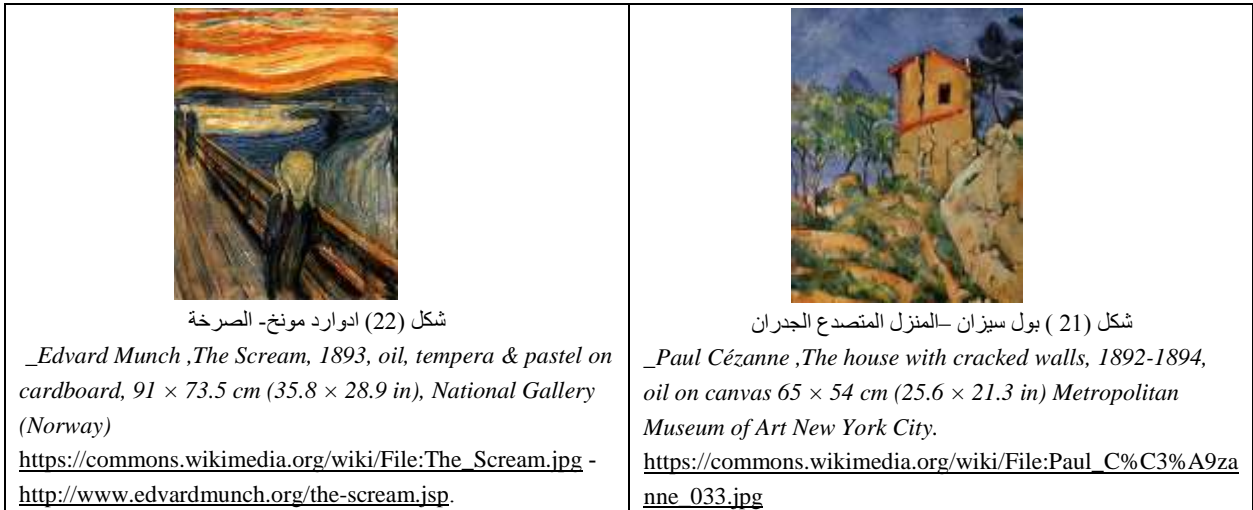 شكل (21 ) بول سيزان –المنزل المتصدع الجدران
_Paul Cézanne ,The house with cracked walls, 1892-1894,
oil on canvas 65 × 54 cm (25.6 × 21.3 in) Metropolitan
Museum of Art New York City.
https://commons.wikimedia.org/wiki/File:Paul_C%C3%A9za
nne_033.jpg
شكل (22) ادوارد مونخ- الصرخة
_Edvard Munch ,The Scream, 1893, oil, tempera & pastel on
cardboard, 91 × 73.5 cm (35.8 × 28.9 in), National Gallery
(Norway)
https://commons.wikimedia.org/wiki/File:The_Scream.jpg -
http://www.edvardmunch.org/the-scream.jsp.